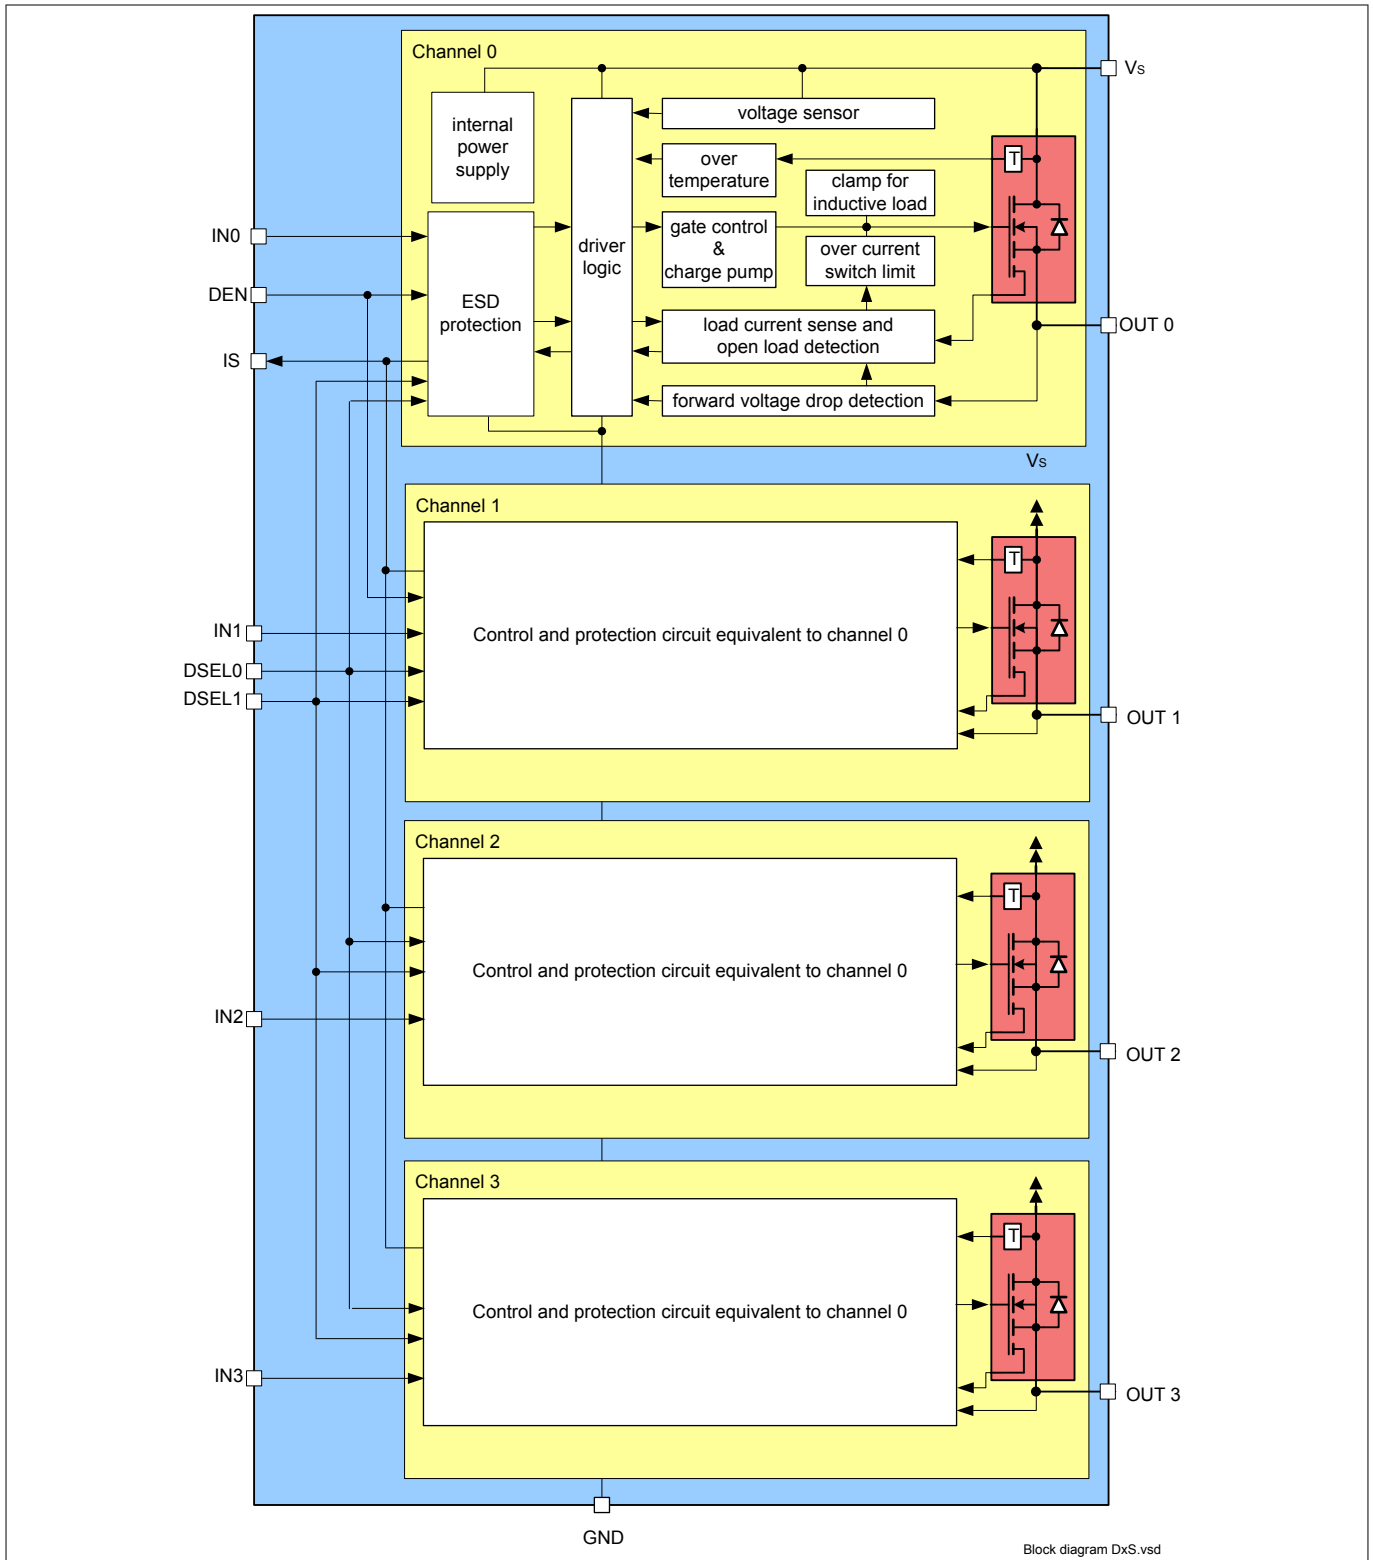 Channel 0
Vs
voltage sensor
internal
power
supply
over
temperature
T
clamp for
inductive load
IN0
driver
logic
gate control
&
charge pump
over current
switch limit
DEN
ESD
protection
load current sense and
open load detection
OUT 0
IS
forward voltage drop detection
Vs
Channel 1
T
IN1
Control and protection circuit equivalent to channel 0
DSEL0
DSEL1
OUT 1
Channel 2
T
Control and protection circuit equivalent to channel 0
IN2
OUT 2
Channel 3
T
Control and protection circuit equivalent to channel 0
IN3
OUT 3
GND
Block diagram DxS.vsd